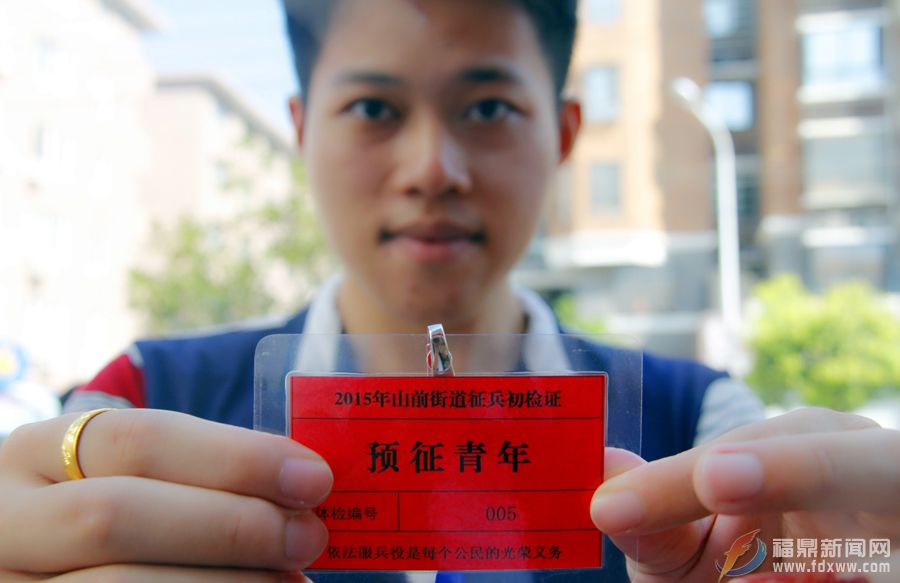 2015年山前街道征兵初检证
预征青年
体检编号 005
依法服兵役是每个公民的光荣义务
福鼎新闻网
www.fdxww.com